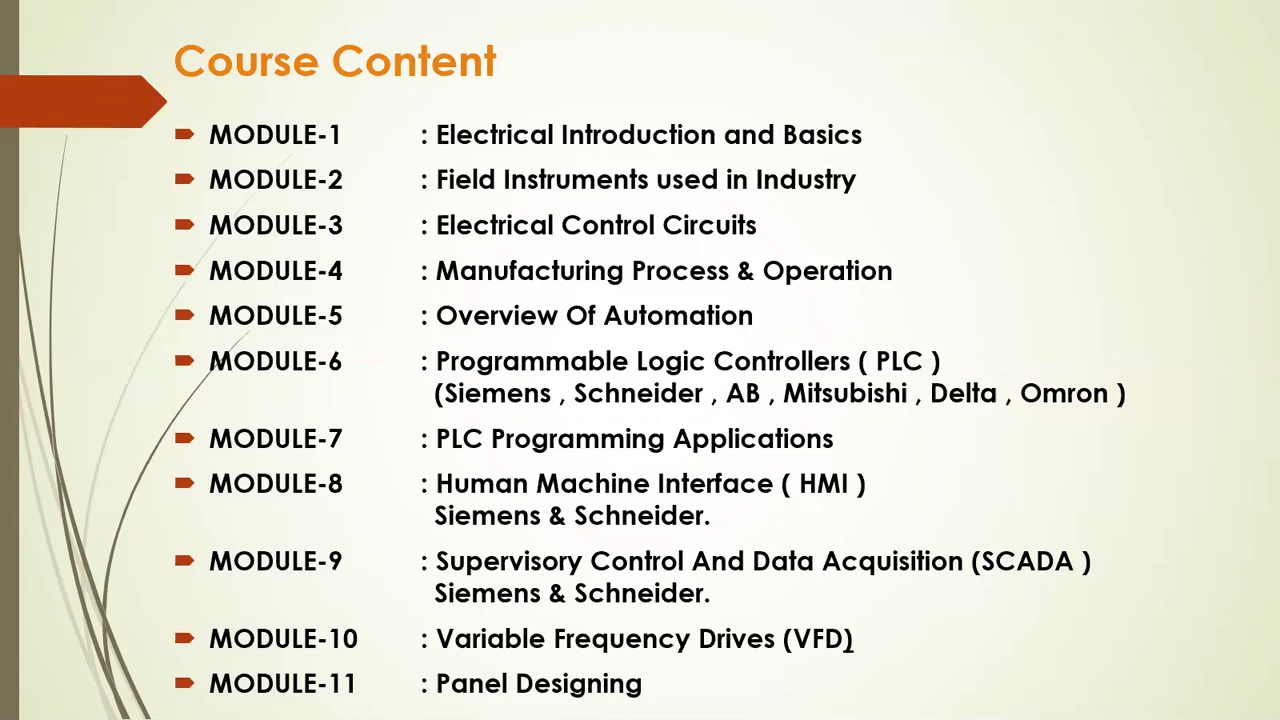 Course Content
MODULE-1 : Electrical Introduction and Basics
MODULE-2 : Field Instruments used in Industry
MODULE-3 : Electrical Control Circuits
MODULE-4 : Manufacturing Process & Operation
MODULE-5 : Overview Of Automation
MODULE-6 : Programmable Logic Controllers ( PLC )
(Siemens , Schneider , AB , Mitsubishi , Delta , Omron )
MODULE-7 : PLC Programming Applications
MODULE-8 : Human Machine Interface ( HMI )
Siemens & Schneider.
MODULE-9 : Supervisory Control And Data Acquisition (SCADA )
Siemens & Schneider.
MODULE-10 : Variable Frequency Drives (VFD)
MODULE-11 : Panel Designing